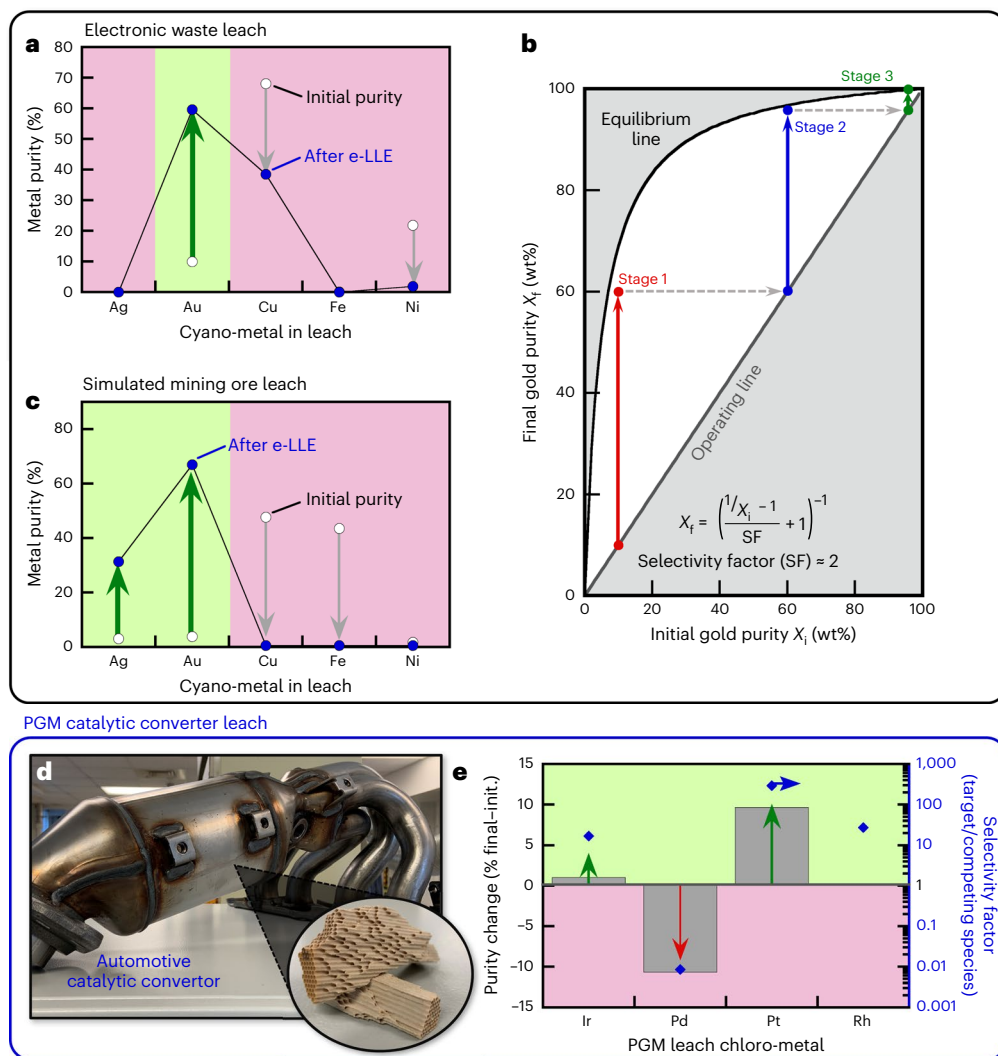 a
Electronic waste leach
80
70
60
50
40
30
20
10
0
Metal purity (%)
Initial purity
After e-LLE
Ag
Au
Cu
Fe
Ni
Cyano-metal in leach
b
100
80
60
40
20
0
Final gold purity Xf (wt%)
Equilibrium
line
Stage 1
Stage 2
Stage 3
Operating line
Xf = ((1/Xi − 1)/SF + 1)−1
Selectivity factor (SF) ≈ 2
0
20
40
60
80
100
Initial gold purity Xi (wt%)
c
Simulated mining ore leach
80
60
40
20
0
Metal purity (%)
After e-LLE
Initial purity
Ag
Au
Cu
Fe
Ni
Cyano-metal in leach
PGM catalytic converter leach
d
Automotive
catalytic convertor
e
15
10
5
0
−5
−10
−15
Purity change (% final–init.)
1,000
100
10
1
0.1
0.01
0.001
Selectivity factor
(target/competing species)
Ir
Pd
Pt
Rh
PGM leach chloro-metal